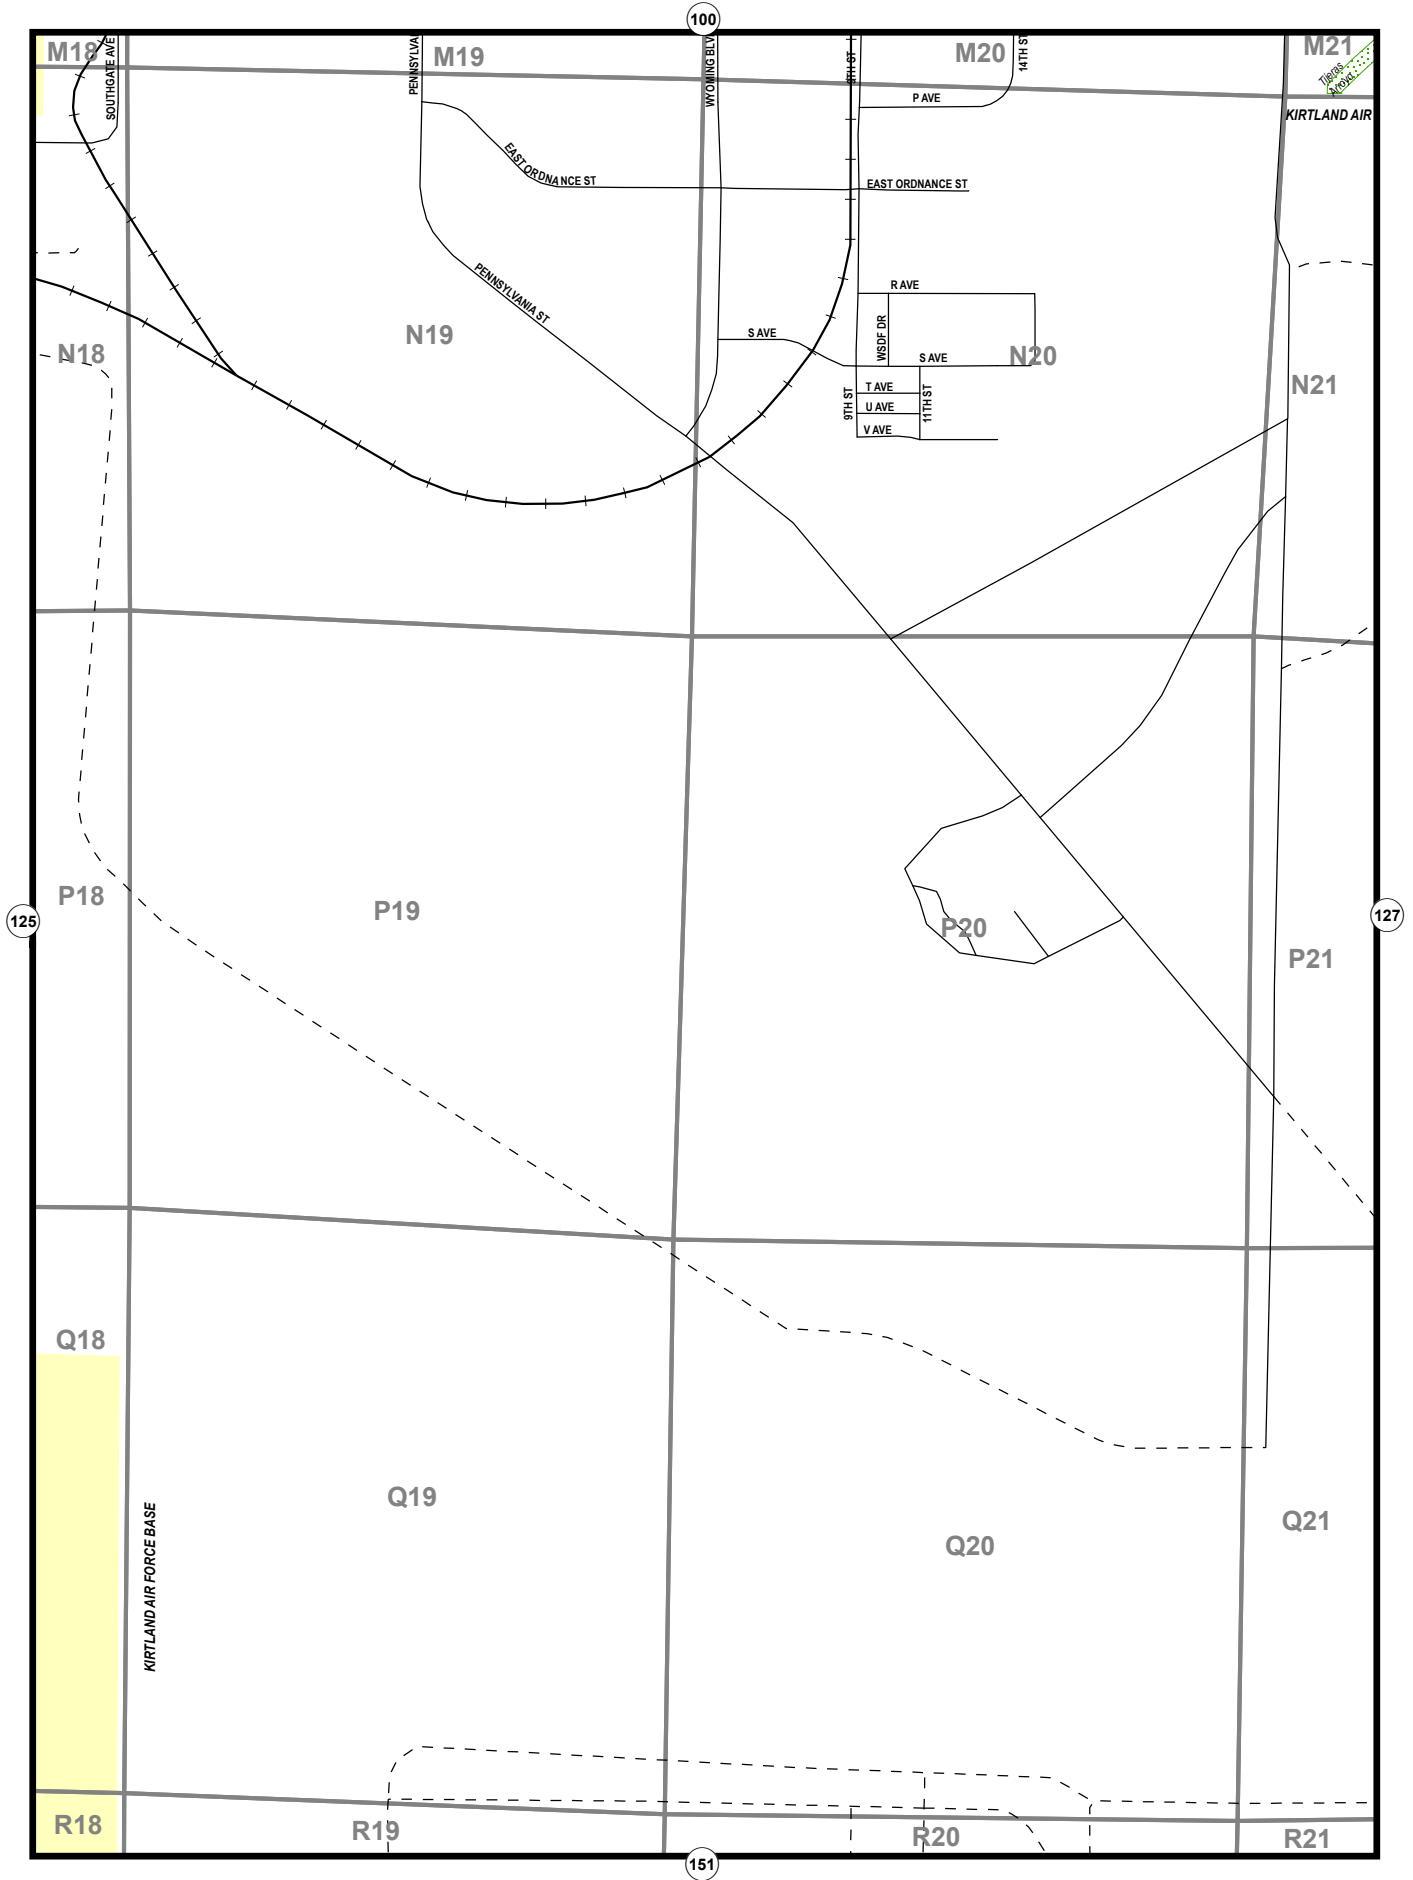 100
M18
SOUTHGATE AVE
M19
M20
14TH ST
M21
Tijeras
Arroyo
9TH ST
P AVE
KIRTLAND AIR
EAST ORDNANCE ST
EAST ORDNANCE ST
PENNSYLVANIA ST
R AVE
N18
N19
S AVE
WSDF DR
S AVE
N20
N21
T AVE
9TH ST
11TH ST
U AVE
V AVE
P18
P19
P20
P21
125
127
Q18
Q19
Q20
Q21
KIRTLAND AIR FORCE BASE
R18
R19
R20
R21
151
PENNSYLVA
WYOMING BLV